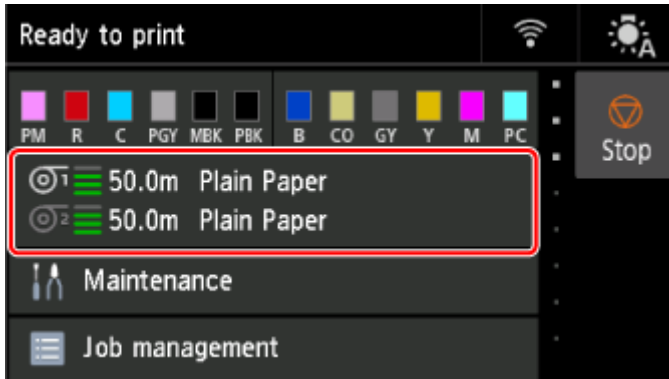 Ready to print
A
PM R C PGY MBK PBK B CO GY Y M PC
Stop
1 50.0m Plain Paper
2 50.0m Plain Paper
Maintenance
Job management